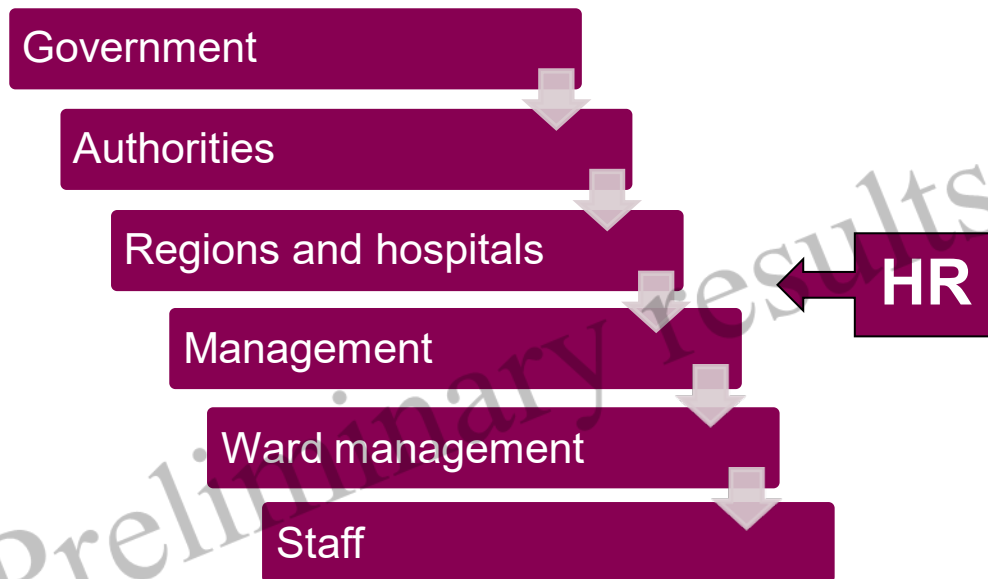 Government
Authorities
Regions and hospitals
HR
Management
Ward management
Staff
Preliminary results